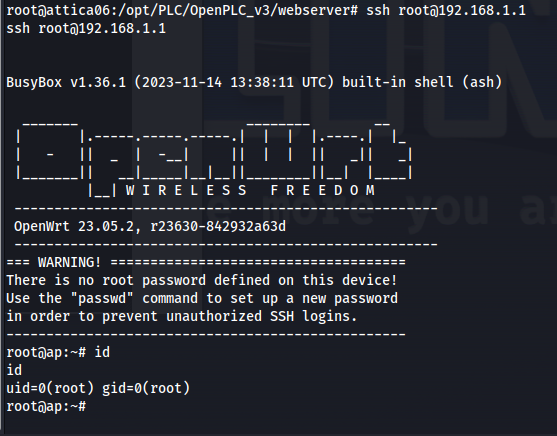 root@attica06:/opt/PLC/OpenPLC_v3/webserver# ssh root@192.168.1.1
ssh root@192.168.1.1
BusyBox v1.36.1 (2023-11-14 13:38:11 UTC) built-in shell (ash)
  _______                     ________        __
 |       |.-----.-----.-----.|  |  |  |.----.|  |_
 |   -   ||  _  |  -__|     ||  |  |  ||   _||   _|
 |_______||   __|_____|__|__||________||__|  |____|
          |__| W I R E L E S S   F R E E D O M
 -----------------------------------------------------
 OpenWrt 23.05.2, r23630-842932a63d
 -----------------------------------------------------
=== WARNING! =====================================
There is no root password defined on this device!
Use the "passwd" command to set up a new password
in order to prevent unauthorized SSH logins.
--------------------------------------------------
root@ap:~# id
id
uid=0(root) gid=0(root)
root@ap:~#